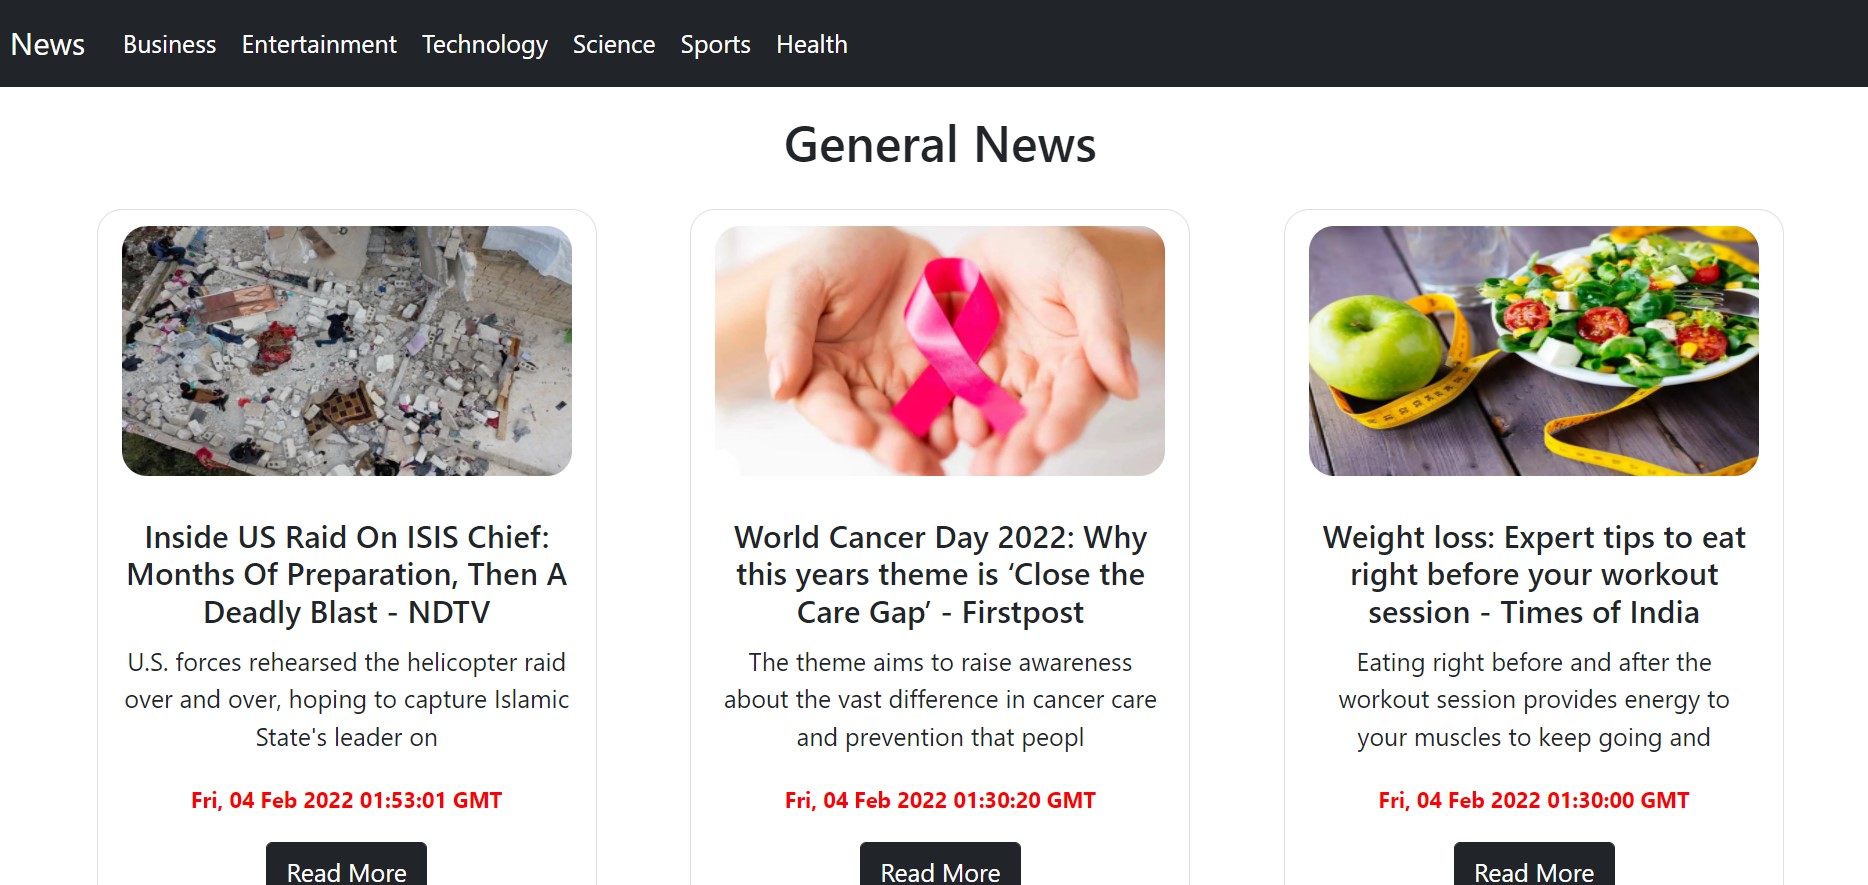 News Business Entertainment Technology Science Sports Health
General News
Inside US Raid On ISIS Chief:
Months Of Preparation, Then A
Deadly Blast - NDTV
U.S. forces rehearsed the helicopter raid
over and over, hoping to capture Islamic
State's leader on
Fri, 04 Feb 2022 01:53:01 GMT
Read More
World Cancer Day 2022: Why
this years theme is ‘Close the
Care Gap’ - Firstpost
The theme aims to raise awareness
about the vast difference in cancer care
and prevention that peopl
Fri, 04 Feb 2022 01:30:20 GMT
Read More
Weight loss: Expert tips to eat
right before your workout
session - Times of India
Eating right before and after the
workout session provides energy to
your muscles to keep going and
Fri, 04 Feb 2022 01:30:00 GMT
Read More